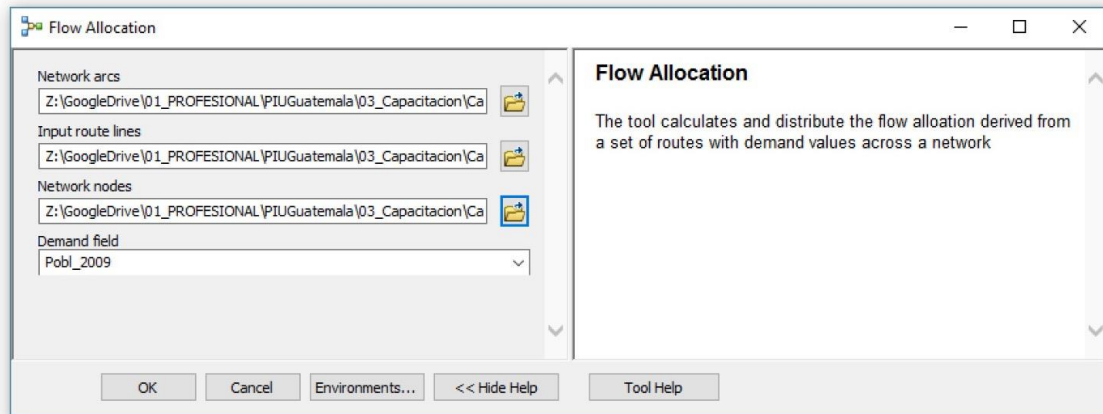 Flow Allocation
Network arcs
Z:\GoogleDrive\01_PROFESIONAL\PIUGuatemala\03_Capacitacion\Ca
Input route lines
Z:\GoogleDrive\01_PROFESIONAL\PIUGuatemala\03_Capacitacion\Ca
Network nodes
Z:\GoogleDrive\01_PROFESIONAL\PIUGuatemala\03_Capacitacion\Ca
Demand field
Pobl_2009
Flow Allocation
The tool calculates and distribute the flow alloation derived from
a set of routes with demand values across a network
OK Cancel Environments... << Hide Help Tool Help